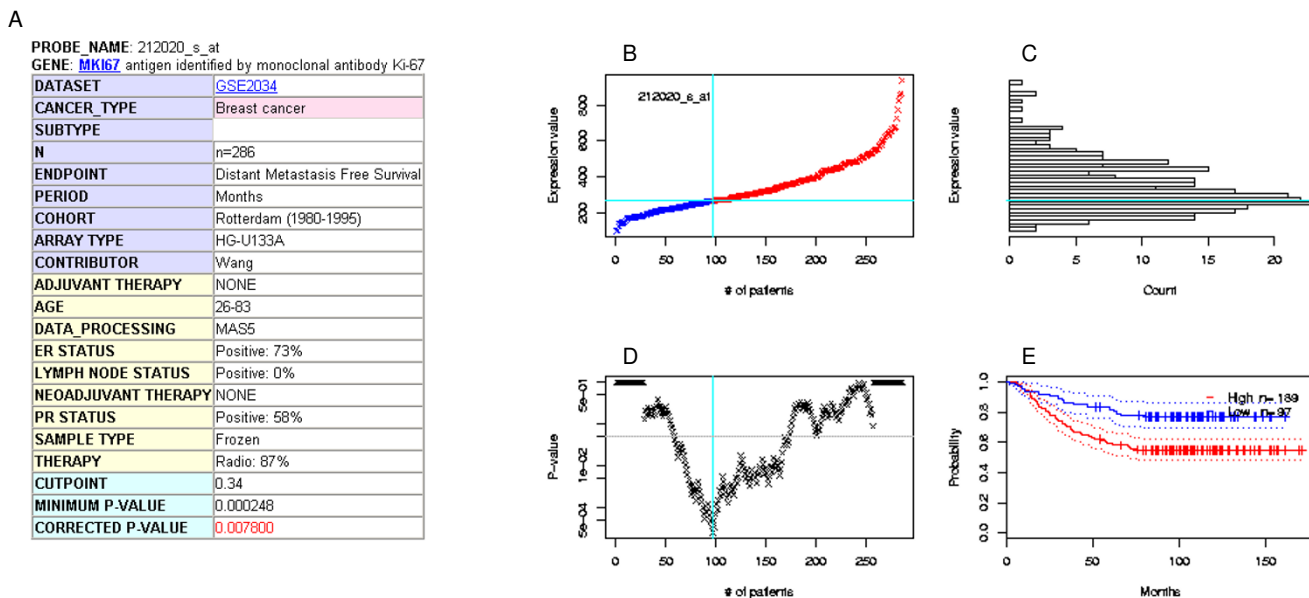 A
PROBE_NAME: 212020_s_at
GENE: MKI67 antigen identified by monoclonal antibody Ki-67
DATASET GSE2034
CANCER_TYPE Breast cancer
SUBTYPE
N n=286
ENDPOINT Distant Metastasis Free Survival
PERIOD Months
COHORT Rotterdam (1980-1995)
ARRAY TYPE HG-U133A
CONTRIBUTOR Wang
ADJUVANT THERAPY NONE
AGE 26-83
DATA_PROCESSING MAS5
ER STATUS Positive: 73%
LYMPH NODE STATUS Positive: 0%
NEOADJUVANT THERAPY NONE
PR STATUS Positive: 58%
SAMPLE TYPE Frozen
THERAPY Radio: 87%
CUTPOINT 0.34
MINIMUM P-VALUE 0.000248
CORRECTED P-VALUE 0.007800
B
212020_s_at
Expression value
200 400 600 800
0 50 100 150 200 250
# of patients
C
Expression value
0 5 10 15 20
Count
D
P-value
5e-04 1e-02 5e-01
0 50 100 150 200 250
# of patients
E
High n= 189
Low n= 97
Probability
0.0 0.2 0.4 0.6 0.8 1.0
0 50 100 150
Months